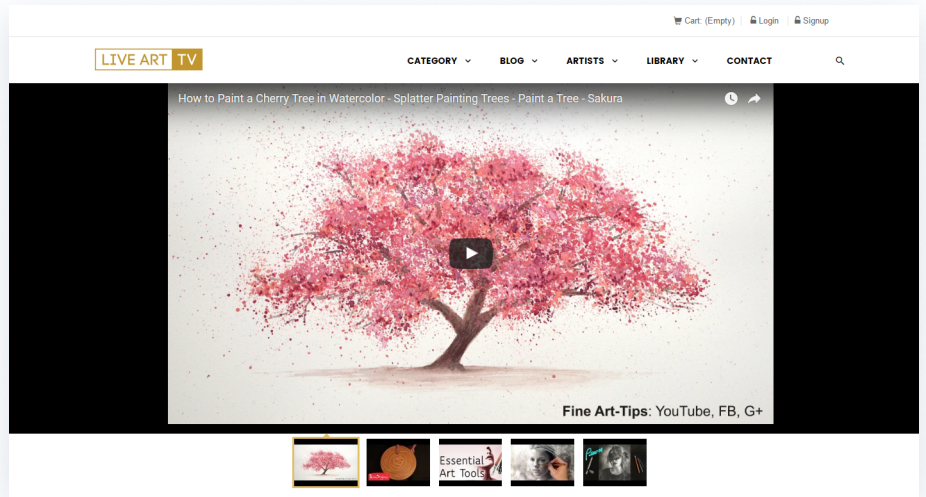 Cart: (Empty) Login Signup
LIVE ART TV
CATEGORY BLOG ARTISTS LIBRARY CONTACT
How to Paint a Cherry Tree in Watercolor - Splatter Painting Trees - Paint a Tree - Sakura
Fine Art-Tips: YouTube, FB, G+
Essential
Art Tools